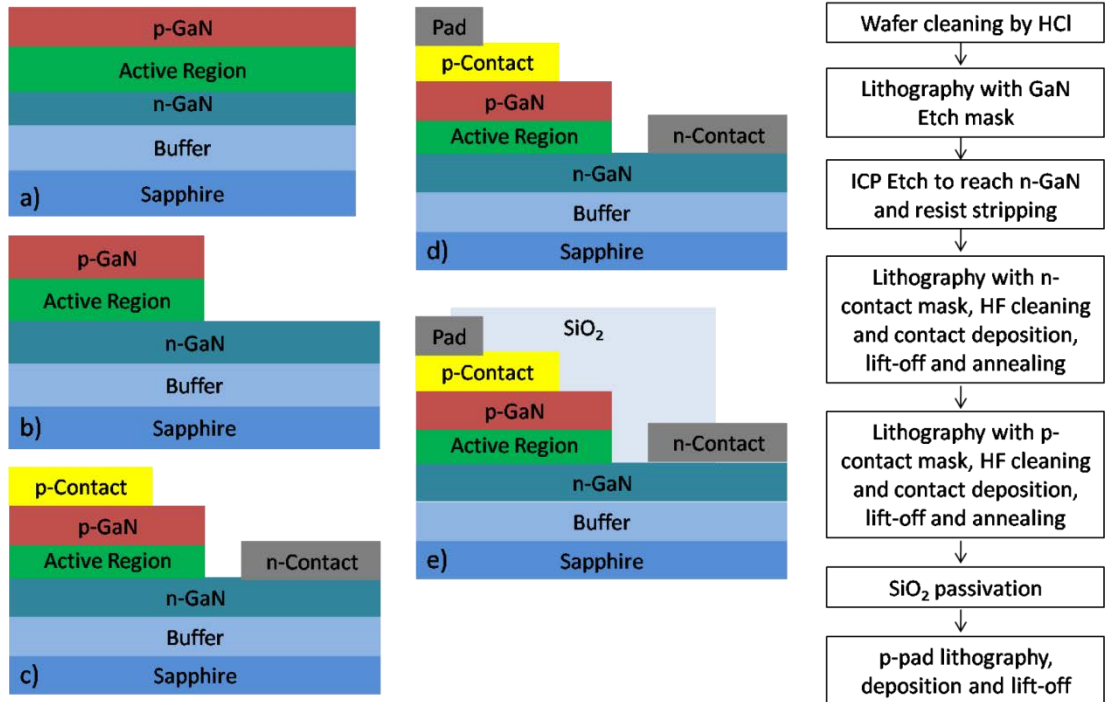 p-GaN
Active Region
n-GaN
Buffer
Sapphire
a)
p-GaN
Active Region
n-GaN
Buffer
Sapphire
b)
p-Contact
p-GaN
Active Region
n-Contact
n-GaN
Buffer
Sapphire
c)
Pad
p-Contact
p-GaN
Active Region
n-Contact
n-GaN
Buffer
Sapphire
d)
SiO₂
Pad
p-Contact
p-GaN
Active Region
n-Contact
n-GaN
Buffer
Sapphire
e)
Wafer cleaning by HCl
Lithography with GaN
Etch mask
ICP Etch to reach n-GaN
and resist stripping
Lithography with n-
contact mask, HF cleaning
and contact deposition,
lift-off and annealing
Lithography with p-
contact mask, HF cleaning
and contact deposition,
lift-off and annealing
SiO₂ passivation
p-pad lithography,
deposition and lift-off